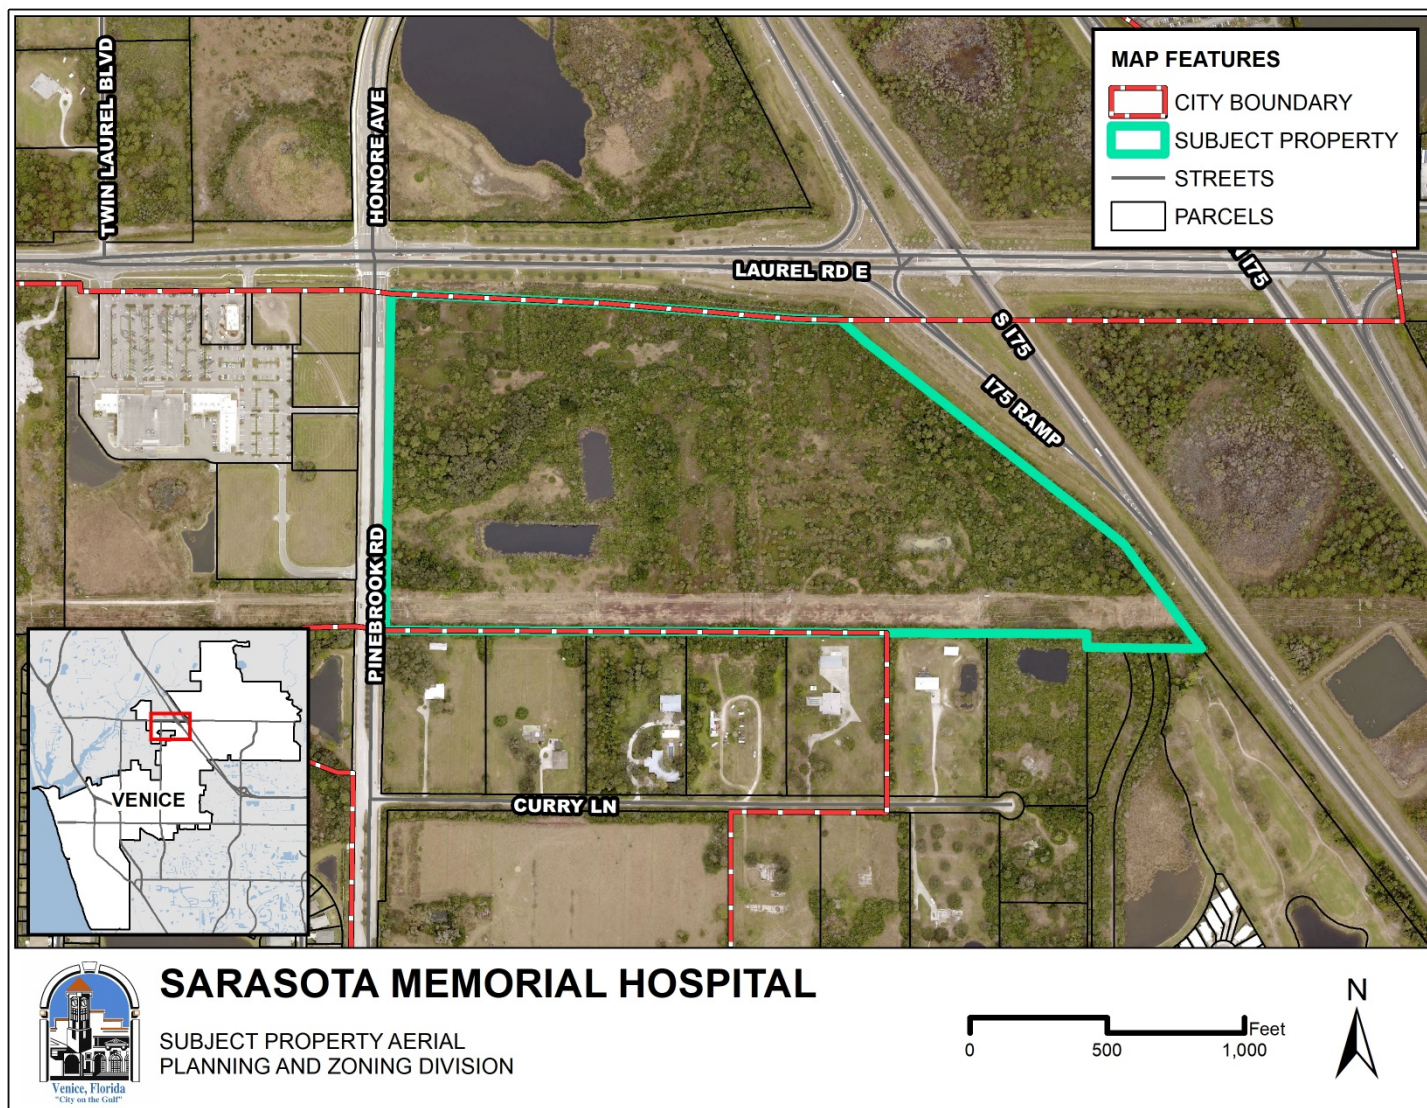 MAP FEATURES
CITY BOUNDARY
SUBJECT PROPERTY
STREETS
PARCELS
TWIN LAUREL BLVD
HONORE AVE
LAUREL RD E
I75
S I75
I75 RAMP
PINEBROOK RD
CURRY LN
VENICE
SARASOTA MEMORIAL HOSPITAL
SUBJECT PROPERTY AERIAL
PLANNING AND ZONING DIVISION
Venice, Florida
"City on the Gulf"
Feet
0 500 1,000
N